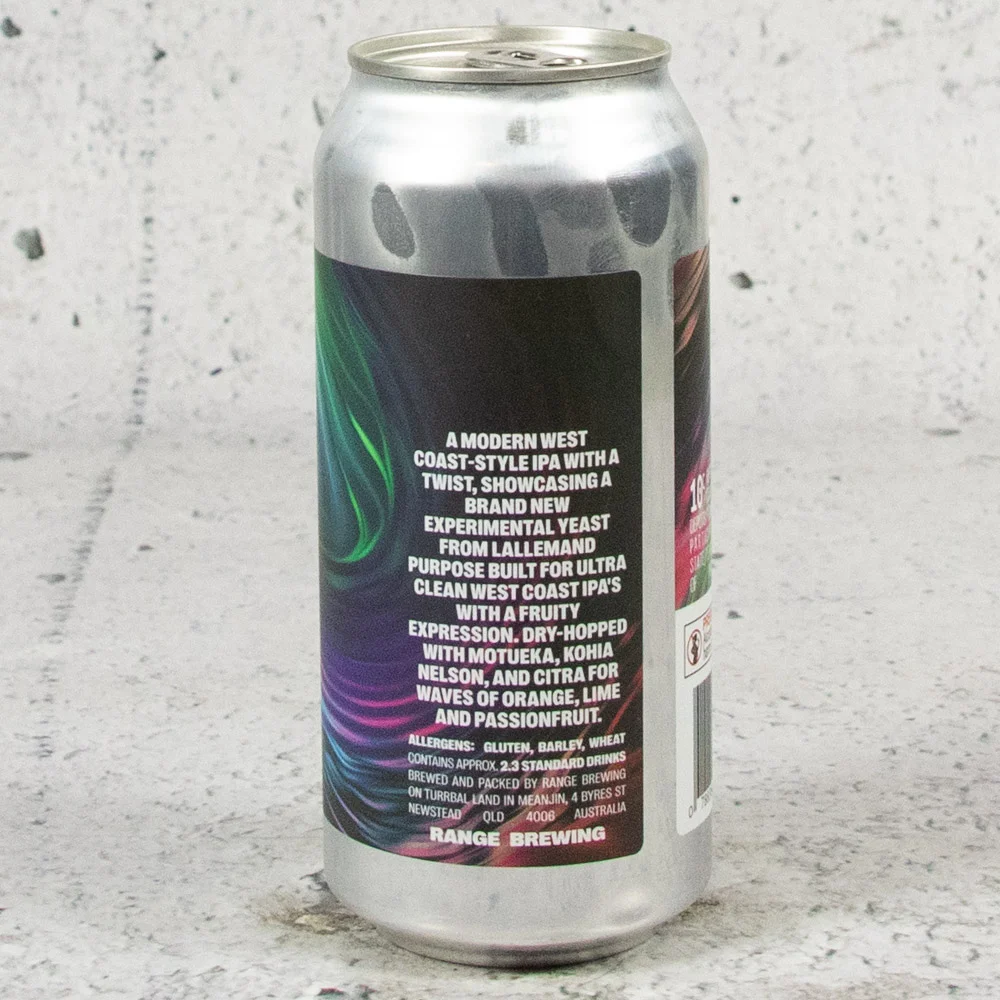 A MODERN WEST
COAST-STYLE IPA WITH A
TWIST, SHOWCASING A
BRAND NEW
EXPERIMENTAL YEAST
FROM LALLEMAND
PURPOSE BUILT FOR ULTRA
CLEAN WEST COAST IPA'S
WITH A FRUITY
EXPRESSION. DRY-HOPPED
WITH MOTUEKA, KOHIA
NELSON, AND CITRA FOR
WAVES OF ORANGE, LIME
AND PASSIONFRUIT.
ALLERGENS: GLUTEN, BARLEY, WHEAT
CONTAINS APPROX. 2.3 STANDARD DRINKS
BREWED AND PACKED BY RANGE BREWING
ON TURRBAL LAND IN MEANJIN, 4 BYRES ST
NEWSTEAD QLD 4006 AUSTRALIA
RANGE BREWING